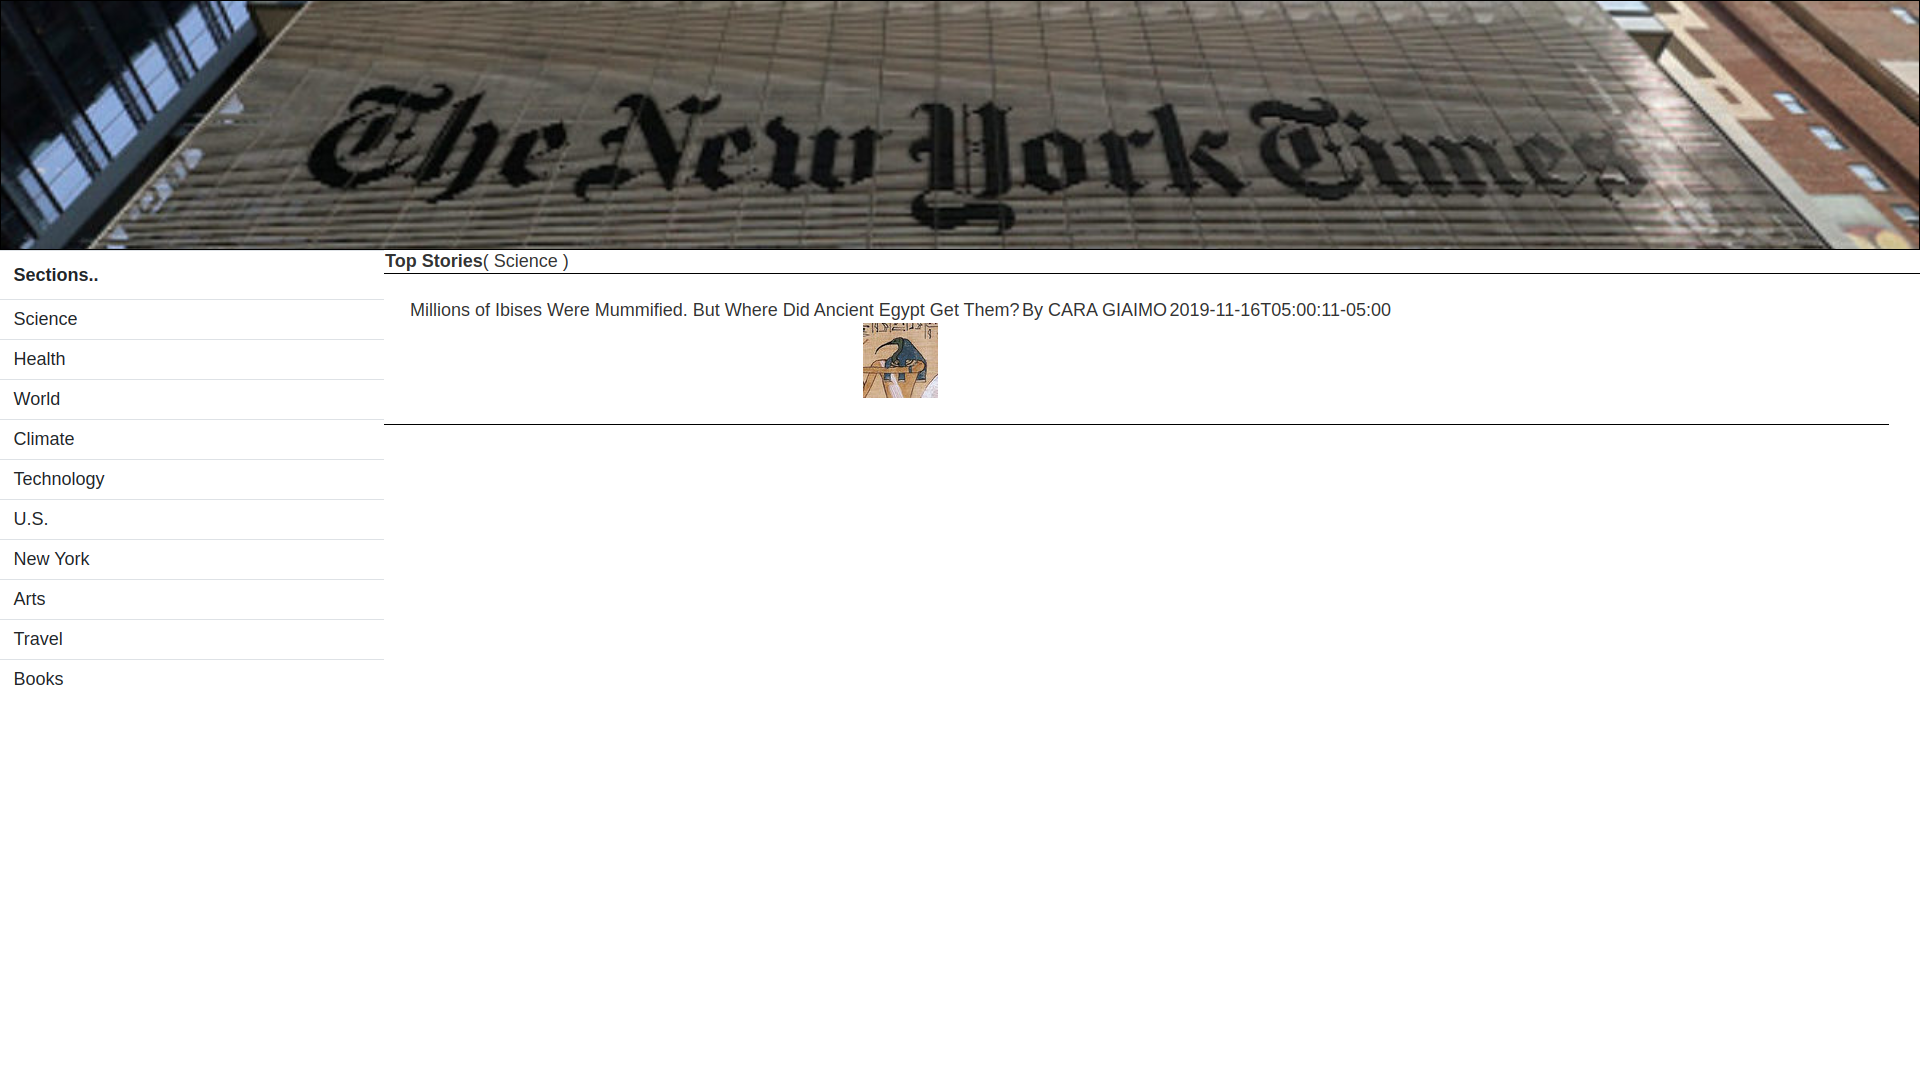 The New York Times
Sections..
Science
Health
World
Climate
Technology
U.S.
New York
Arts
Travel
Books
Top Stories( Science )
Millions of Ibises Were Mummified. But Where Did Ancient Egypt Get Them? By CARA GIAIMO 2019-11-16T05:00:11-05:00